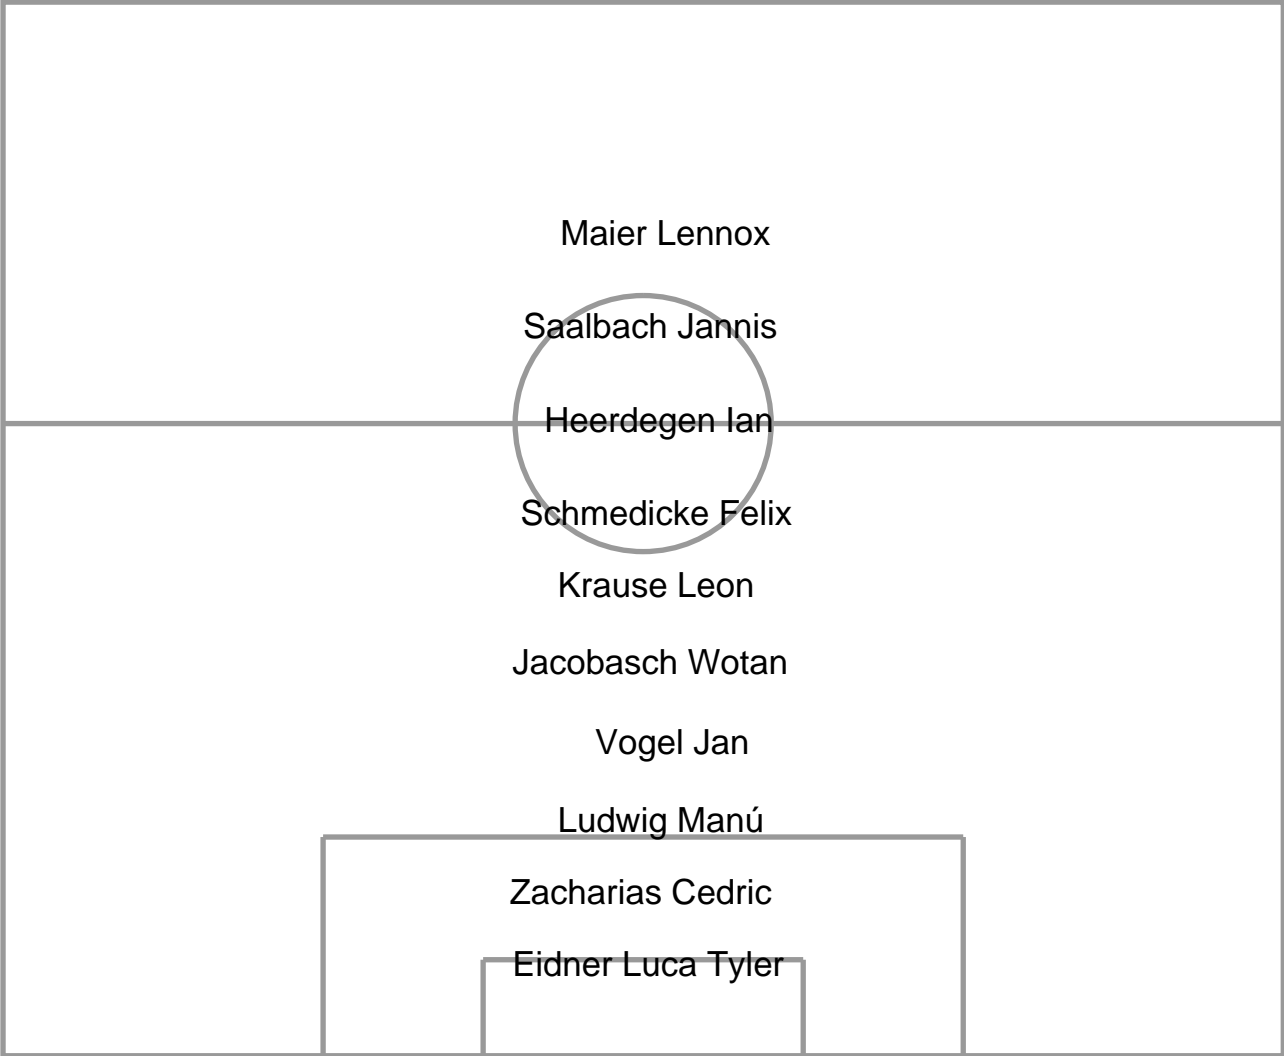 Maier Lennox
Saalbach Jannis
Heerdegen Ian
Schmedicke Felix
Krause Leon
Jacobasch Wotan
Vogel Jan
Ludwig Manú
Zacharias Cedric
Eidner Luca Tyler